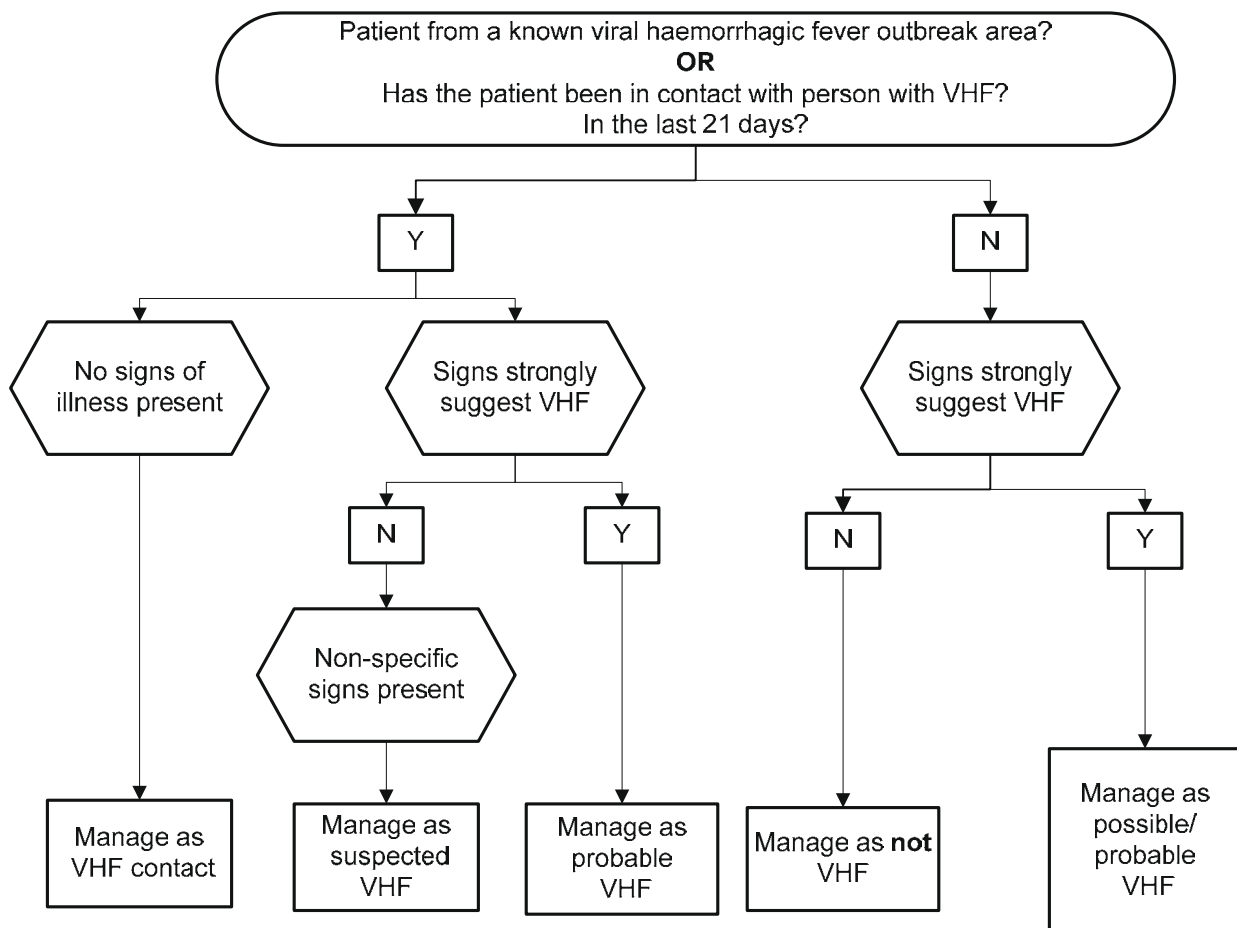 Patient from a known viral haemorrhagic fever outbreak area?
OR
Has the patient been in contact with person with VHF?
In the last 21 days?
Y
N
No signs of
illness present
Signs strongly
suggest VHF
Signs strongly
suggest VHF
N
Y
N
Y
Non-specific
signs present
Manage as
VHF contact
Manage as
suspected
VHF
Manage as
probable
VHF
Manage as not
VHF
Manage as
possible/
probable
VHF